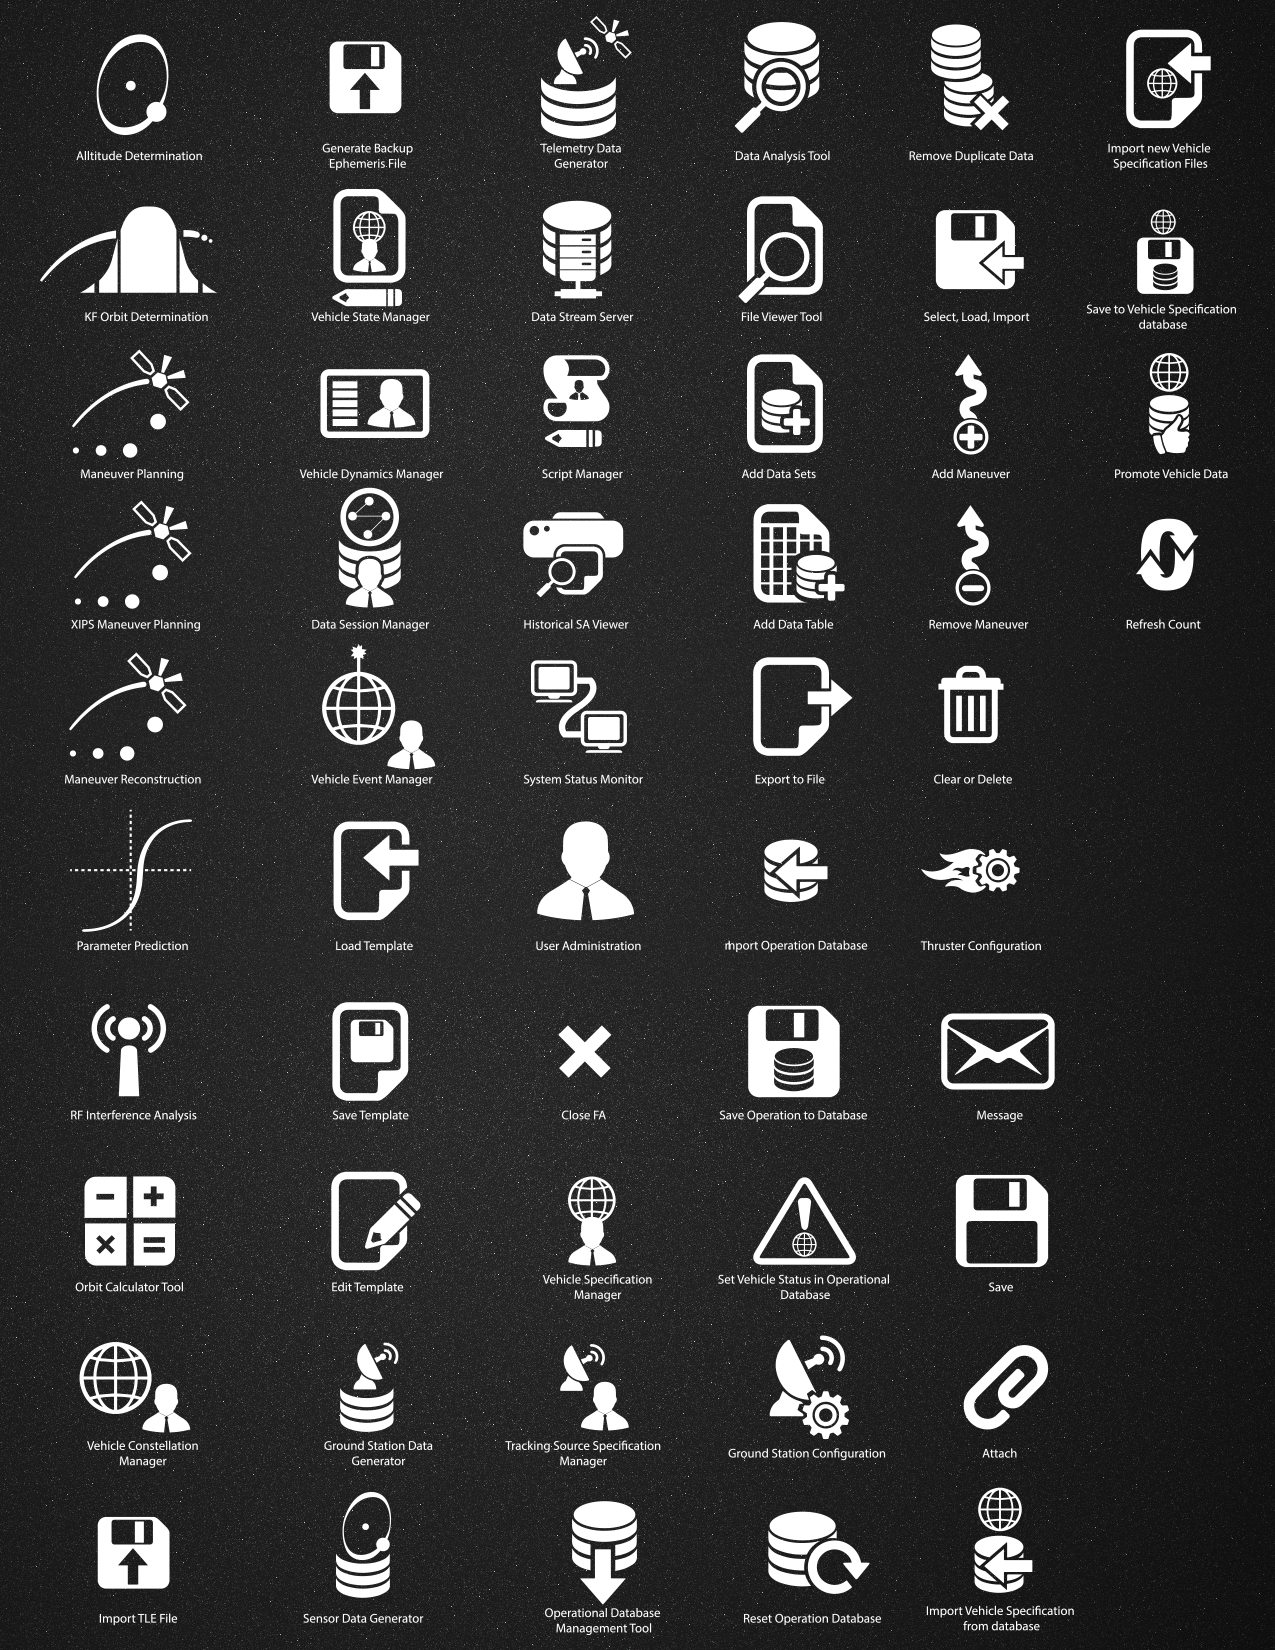 Alltitude Determination
Generate Backup
Ephemeris File
Telemetry Data
Generator
Data Analysis Tool
Remove Duplicate Data
Import new Vehicle
Specification Files
KF Orbit Determination
Vehicle State Manager
Data Stream Server
File Viewer Tool
Select, Load, Import
Save to Vehicle Specification
database
Maneuver Planning
Vehicle Dynamics Manager
Script Manager
Add Data Sets
Add Maneuver
Promote Vehicle Data
XIPS Maneuver Planning
Data Session Manager
Historical SA Viewer
Add Data Table
Remove Maneuver
Refresh Count
Maneuver Reconstruction
Vehicle Event Manager
System Status Monitor
Export to File
Clear or Delete
Parameter Prediction
Load Template
User Administration
Import Operation Database
Thruster Configuration
RF Interference Analysis
Save Template
Close FA
Save Operation to Database
Message
Orbit Calculator Tool
Edit Template
Vehicle Specification
Manager
Set Vehicle Status in Operational
Database
Save
Vehicle Constellation
Manager
Ground Station Data
Generator
Tracking Source Specification
Manager
Ground Station Configuration
Attach
Import TLE File
Sensor Data Generator
Operational Database
Management Tool
Reset Operation Database
Import Vehicle Specification
from database